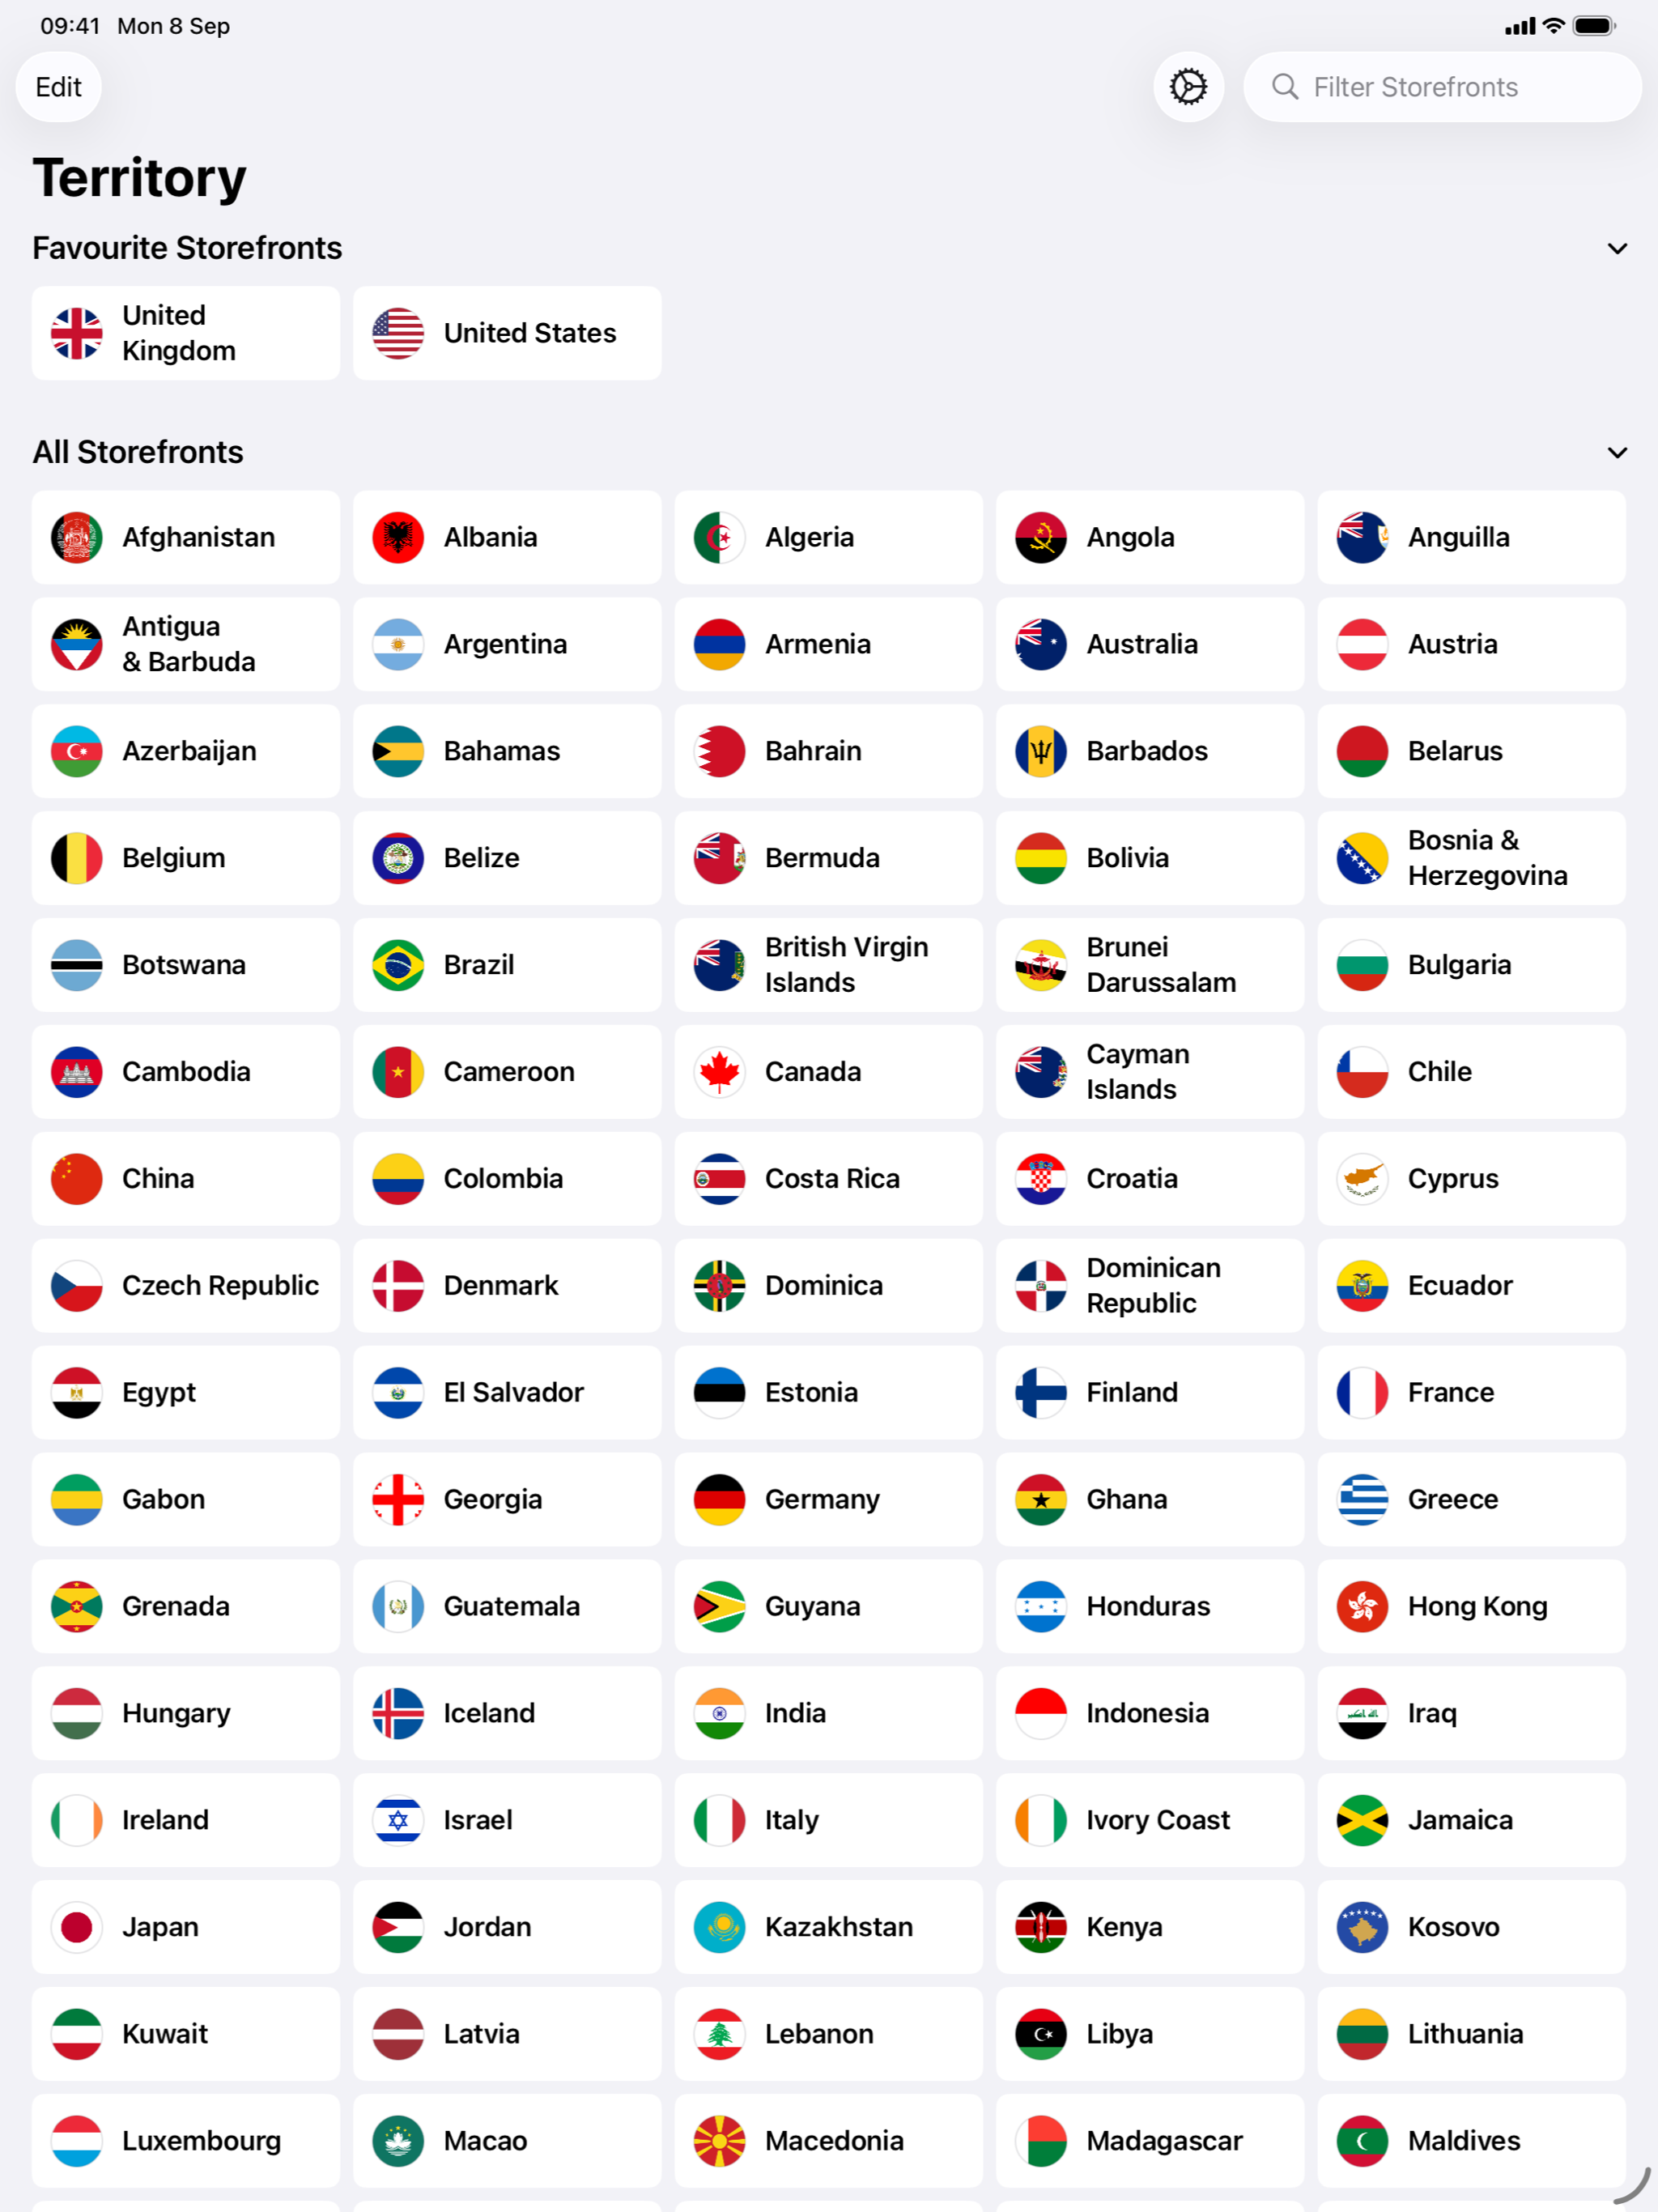 09:41 Mon 8 Sep
Edit
Filter Storefronts
Territory
Favourite Storefronts
United
Kingdom
United States
All Storefronts
Afghanistan
Albania
Algeria
Angola
Anguilla
Antigua
& Barbuda
Argentina
Armenia
Australia
Austria
Azerbaijan
Bahamas
Bahrain
Barbados
Belarus
Belgium
Belize
Bermuda
Bolivia
Bosnia &
Herzegovina
Botswana
Brazil
British Virgin
Islands
Brunei
Darussalam
Bulgaria
Cambodia
Cameroon
Canada
Cayman
Islands
Chile
China
Colombia
Costa Rica
Croatia
Cyprus
Czech Republic
Denmark
Dominica
Dominican
Republic
Ecuador
Egypt
El Salvador
Estonia
Finland
France
Gabon
Georgia
Germany
Ghana
Greece
Grenada
Guatemala
Guyana
Honduras
Hong Kong
Hungary
Iceland
India
Indonesia
Iraq
Ireland
Israel
Italy
Ivory Coast
Jamaica
Japan
Jordan
Kazakhstan
Kenya
Kosovo
Kuwait
Latvia
Lebanon
Libya
Lithuania
Luxembourg
Macao
Macedonia
Madagascar
Maldives